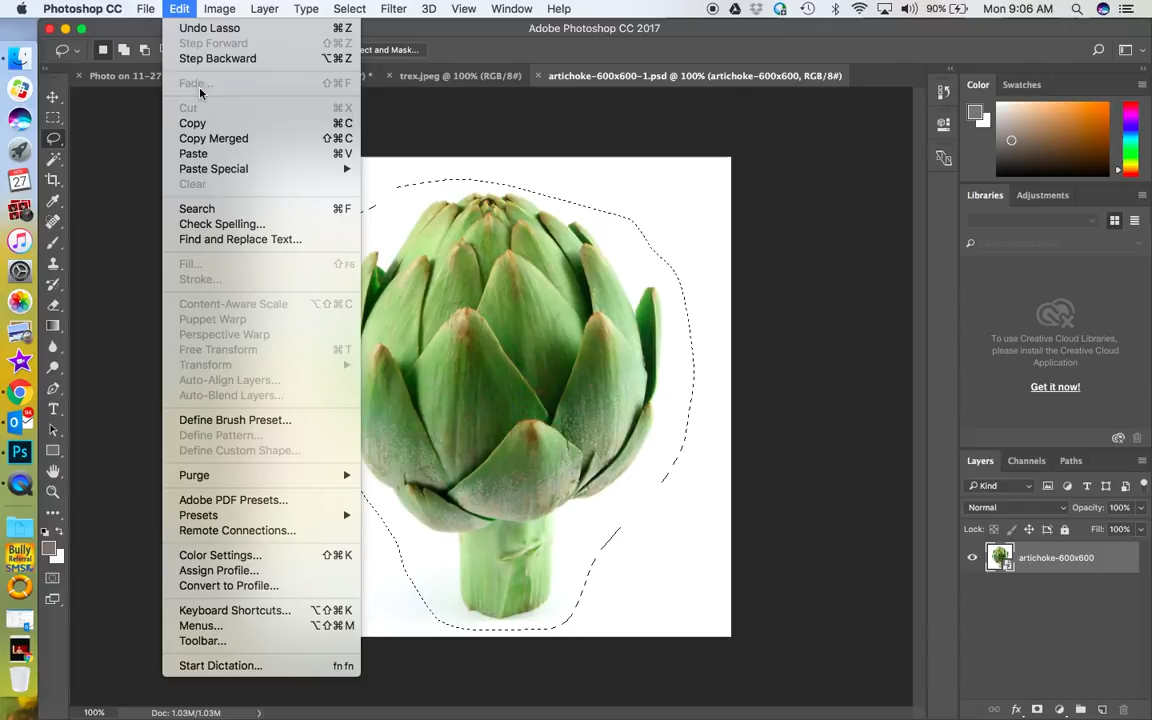 Photoshop CC File Edit Image Layer Type Select Filter 3D View Window Help 90% Mon 9:06 AM
Adobe Photoshop CC 2017
ect and Mask...
Photo on 11-27
trex.jpeg @ 100% (RGB/8#)
artichoke-600x600-1.psd @ 100% (artichoke-600x600, RGB/8#)
Undo Lasso ⌘Z
Step Forward ⇧⌘Z
Step Backward ⌥⌘Z
Fade... ⇧⌘F
Cut ⌘X
Copy ⌘C
Copy Merged ⇧⌘C
Paste ⌘V
Paste Special
Clear
Search ⌘F
Check Spelling...
Find and Replace Text...
Fill... ⇧F5
Stroke...
Content-Aware Scale ⌥⇧⌘C
Puppet Warp
Perspective Warp
Free Transform ⌘T
Transform
Auto-Align Layers...
Auto-Blend Layers...
Define Brush Preset...
Define Pattern...
Define Custom Shape...
Purge
Adobe PDF Presets...
Presets
Remote Connections...
Color Settings... ⇧⌘K
Assign Profile...
Convert to Profile...
Keyboard Shortcuts... ⌥⇧⌘K
Menus... ⌥⇧⌘M
Toolbar...
Start Dictation... fn fn
Color Swatches
Libraries Adjustments
To use Creative Cloud Libraries,
please install the Creative Cloud
Application
Get it now!
Layers Channels Paths
Kind
Normal Opacity: 100%
Lock: Fill: 100%
artichoke-600x600
NOV
27
Ps
Bully
Referral
SMSK
100% Doc: 1.03M/1.03M